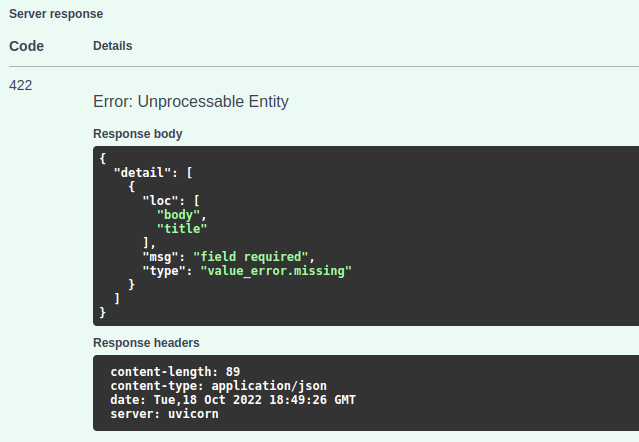 Server response
Code Details
422
Error: Unprocessable Entity
Response body
{
  "detail": [
    {
      "loc": [
        "body",
        "title"
      ],
      "msg": "field required",
      "type": "value_error.missing"
    }
  ]
}
Response headers
content-length: 89
content-type: application/json
date: Tue,18 Oct 2022 18:49:26 GMT
server: uvicorn